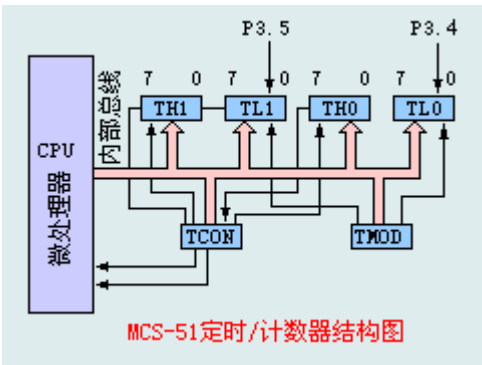 P3.5 P3.4
7 0 7 0 7 0 7 0
TH1 TL1 TH0 TL0
内部总线
CPU
微处理器
TCON TMOD
MCS-51定时/计数器结构图